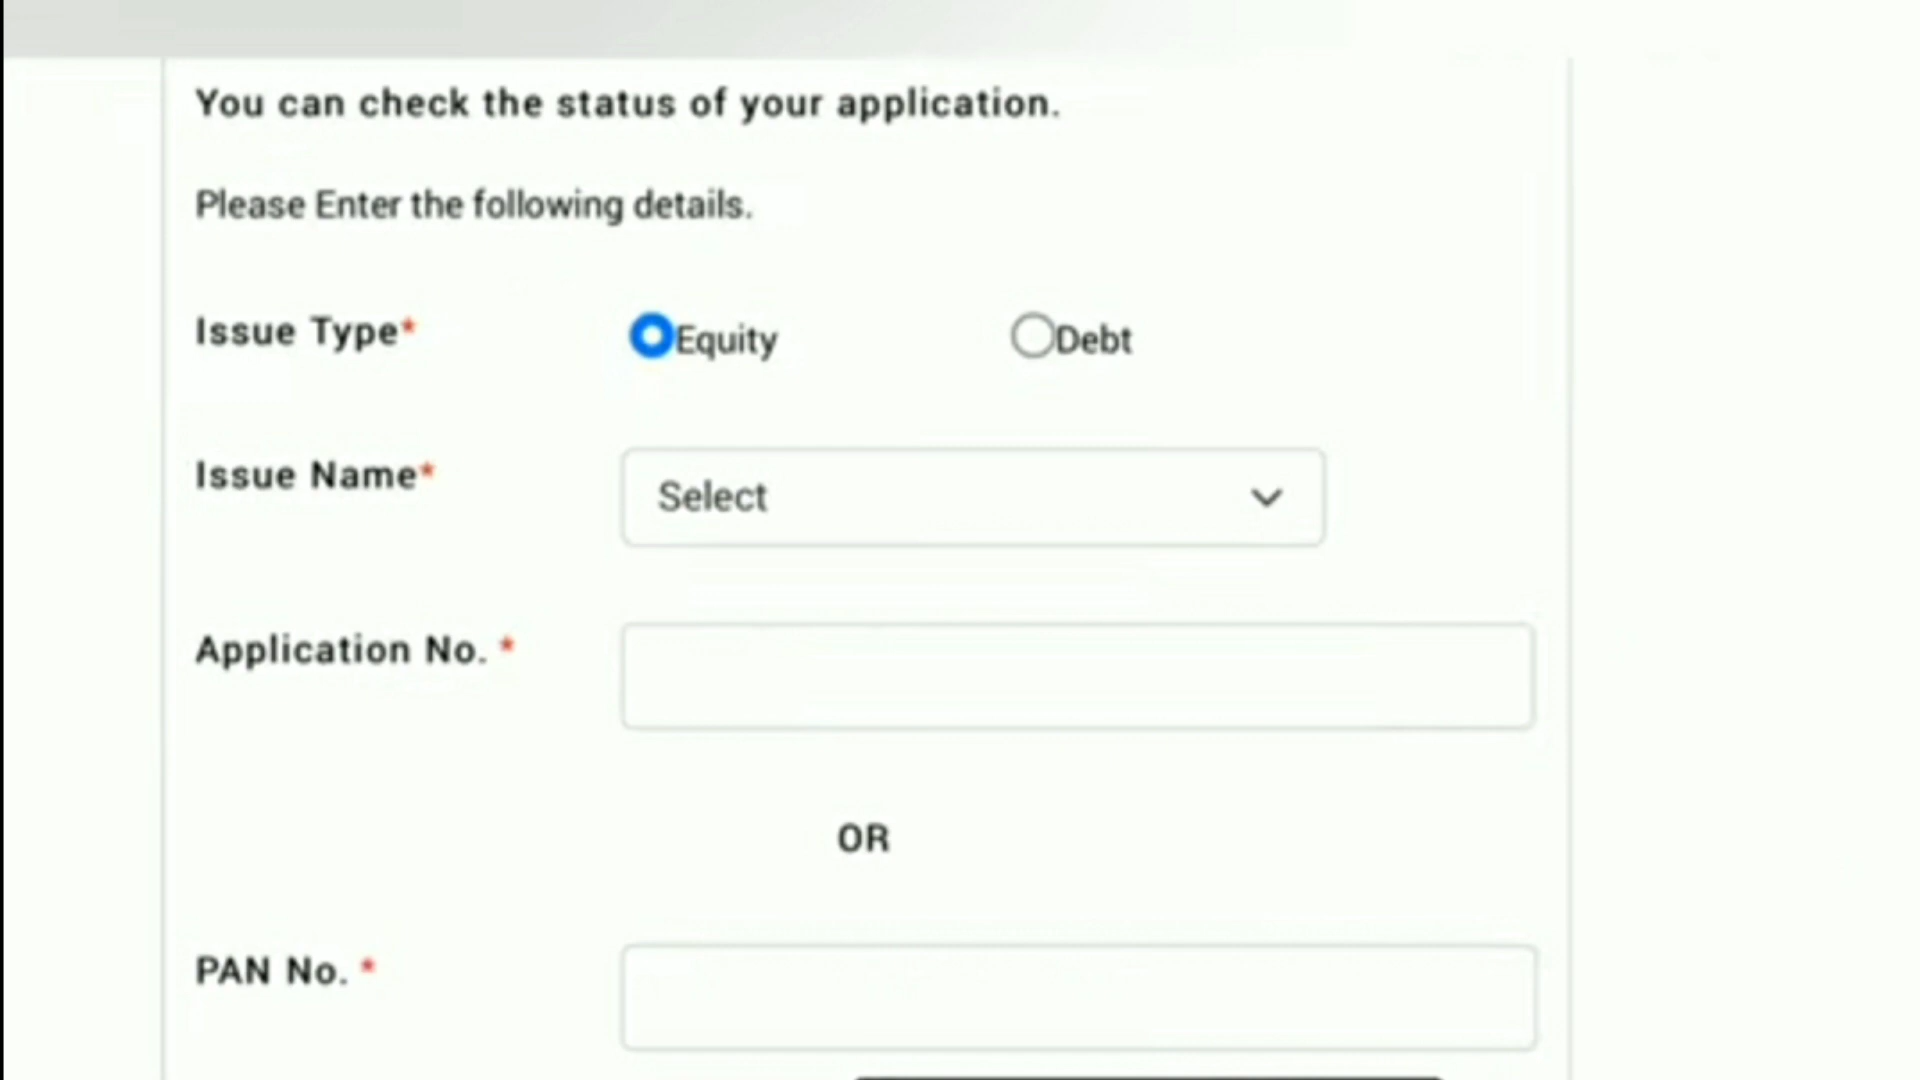 You can check the status of your application.
Please Enter the following details.
Issue Type* Equity Debt
Issue Name* Select
Application No. *
OR
PAN No. *